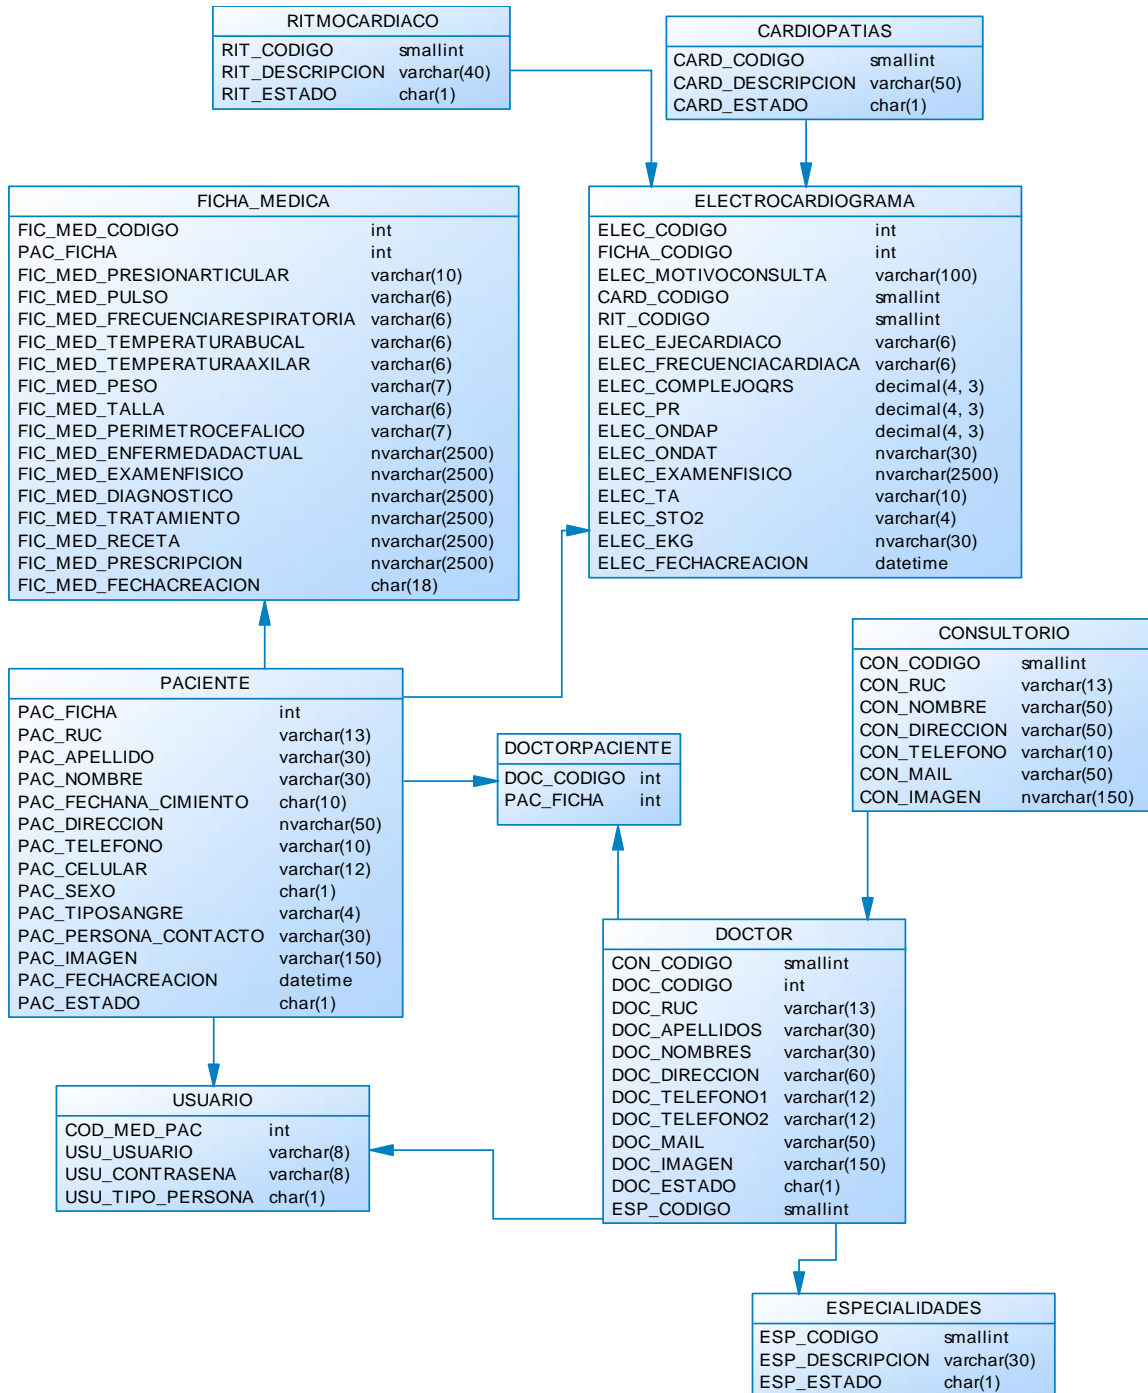 RITMOCARDIACO
RIT_CODIGO smallint
RIT_DESCRIPCION varchar(40)
RIT_ESTADO char(1)
CARDIOPATIAS
CARD_CODIGO smallint
CARD_DESCRIPCION varchar(50)
CARD_ESTADO char(1)
FICHA_MEDICA
FIC_MED_CODIGO int
PAC_FICHA int
FIC_MED_PRESIONARTICULAR varchar(10)
FIC_MED_PULSO varchar(6)
FIC_MED_FRECUENCIARESPIRATORIA varchar(6)
FIC_MED_TEMPERATURABUCAL varchar(6)
FIC_MED_TEMPERATURAAXILAR varchar(6)
FIC_MED_PESO varchar(7)
FIC_MED_TALLA varchar(6)
FIC_MED_PERIMETROCEFALICO varchar(7)
FIC_MED_ENFERMEDADACTUAL nvarchar(2500)
FIC_MED_EXAMENFISICO nvarchar(2500)
FIC_MED_DIAGNOSTICO nvarchar(2500)
FIC_MED_TRATAMIENTO nvarchar(2500)
FIC_MED_RECETA nvarchar(2500)
FIC_MED_PRESCRIPCION nvarchar(2500)
FIC_MED_FECHACREACION char(18)
ELECTROCARDIOGRAMA
ELEC_CODIGO int
FICHA_CODIGO int
ELEC_MOTIVOCONSULTA varchar(100)
CARD_CODIGO smallint
RIT_CODIGO smallint
ELEC_EJECARDIACO varchar(6)
ELEC_FRECUENCIACARDIACA varchar(6)
ELEC_COMPLEJOQRS decimal(4, 3)
ELEC_PR decimal(4, 3)
ELEC_ONDAP decimal(4, 3)
ELEC_ONDAT nvarchar(30)
ELEC_EXAMENFISICO nvarchar(2500)
ELEC_TA varchar(10)
ELEC_STO2 varchar(4)
ELEC_EKG nvarchar(30)
ELEC_FECHACREACION datetime
PACIENTE
PAC_FICHA int
PAC_RUC varchar(13)
PAC_APELLIDO varchar(30)
PAC_NOMBRE varchar(30)
PAC_FECHANA_CIMIENTO char(10)
PAC_DIRECCION nvarchar(50)
PAC_TELEFONO varchar(10)
PAC_CELULAR varchar(12)
PAC_SEXO char(1)
PAC_TIPOSANGRE varchar(4)
PAC_PERSONA_CONTACTO varchar(30)
PAC_IMAGEN varchar(150)
PAC_FECHACREACION datetime
PAC_ESTADO char(1)
DOCTORPACIENTE
DOC_CODIGO int
PAC_FICHA int
CONSULTORIO
CON_CODIGO smallint
CON_RUC varchar(13)
CON_NOMBRE varchar(50)
CON_DIRECCION varchar(50)
CON_TELEFONO varchar(10)
CON_MAIL varchar(50)
CON_IMAGEN nvarchar(150)
DOCTOR
CON_CODIGO smallint
DOC_CODIGO int
DOC_RUC varchar(13)
DOC_APELLIDOS varchar(30)
DOC_NOMBRES varchar(30)
DOC_DIRECCION varchar(60)
DOC_TELEFONO1 varchar(12)
DOC_TELEFONO2 varchar(12)
DOC_MAIL varchar(50)
DOC_IMAGEN varchar(150)
DOC_ESTADO char(1)
ESP_CODIGO smallint
USUARIO
COD_MED_PAC int
USU_USUARIO varchar(8)
USU_CONTRASENA varchar(8)
USU_TIPO_PERSONA char(1)
ESPECIALIDADES
ESP_CODIGO smallint
ESP_DESCRIPCION varchar(30)
ESP_ESTADO char(1)